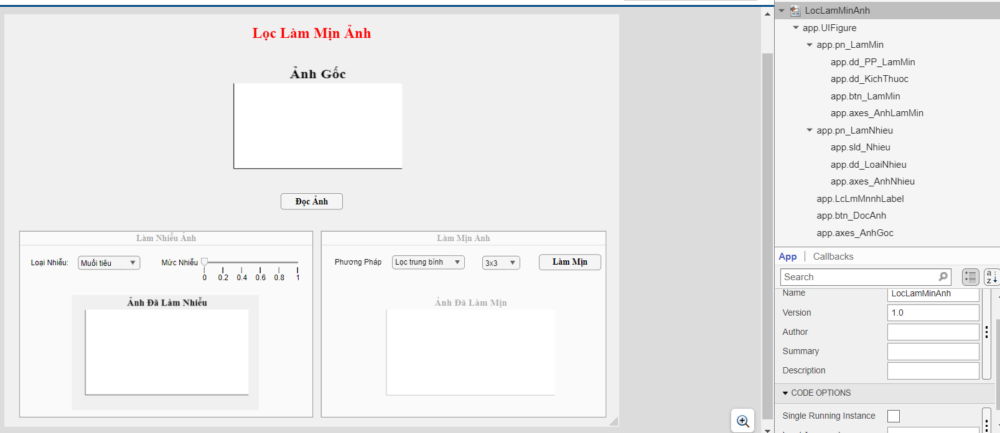 Lọc Làm Mịn Ảnh
Ảnh Gốc
Đọc Ảnh
Làm Nhiễu Ảnh
Loại Nhiễu:
Muối tiêu
Mức Nhiễu
0 0.2 0.4 0.6 0.8 1
Ảnh Đã Làm Nhiễu
Làm Mịn Ảnh
Phương Pháp
Lọc trung bình
3x3
Làm Mịn
Ảnh Đã Làm Mịn
LocLamMinAnh
app.UIFigure
app.pn_LamMin
app.dd_PP_LamMin
app.dd_KichThuoc
app.btn_LamMin
app.axes_AnhLamMin
app.pn_LamNhieu
app.sld_Nhieu
app.dd_LoaiNhieu
app.axes_AnhNhieu
app.LcLmMnnhLabel
app.btn_DocAnh
app.axes_AnhGoc
App Callbacks
Search
a z
Name LocLamMinAnh
Version 1.0
Author
Summary
Description
CODE OPTIONS
Single Running Instance